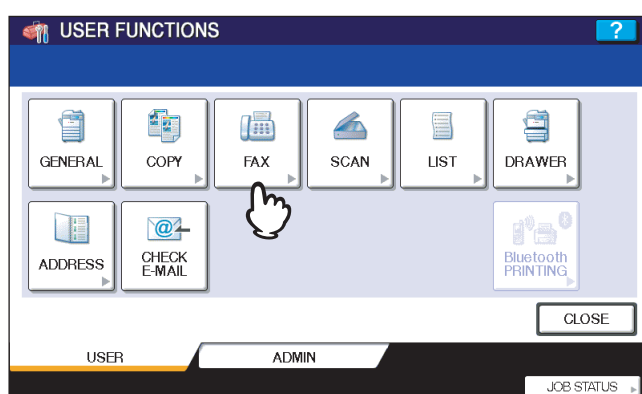 USER FUNCTIONS
?
GENERAL
COPY
FAX
SCAN
LIST
DRAWER
ADDRESS
@
CHECK
E-MAIL
Bluetooth
PRINTING
CLOSE
USER
ADMIN
JOB STATUS